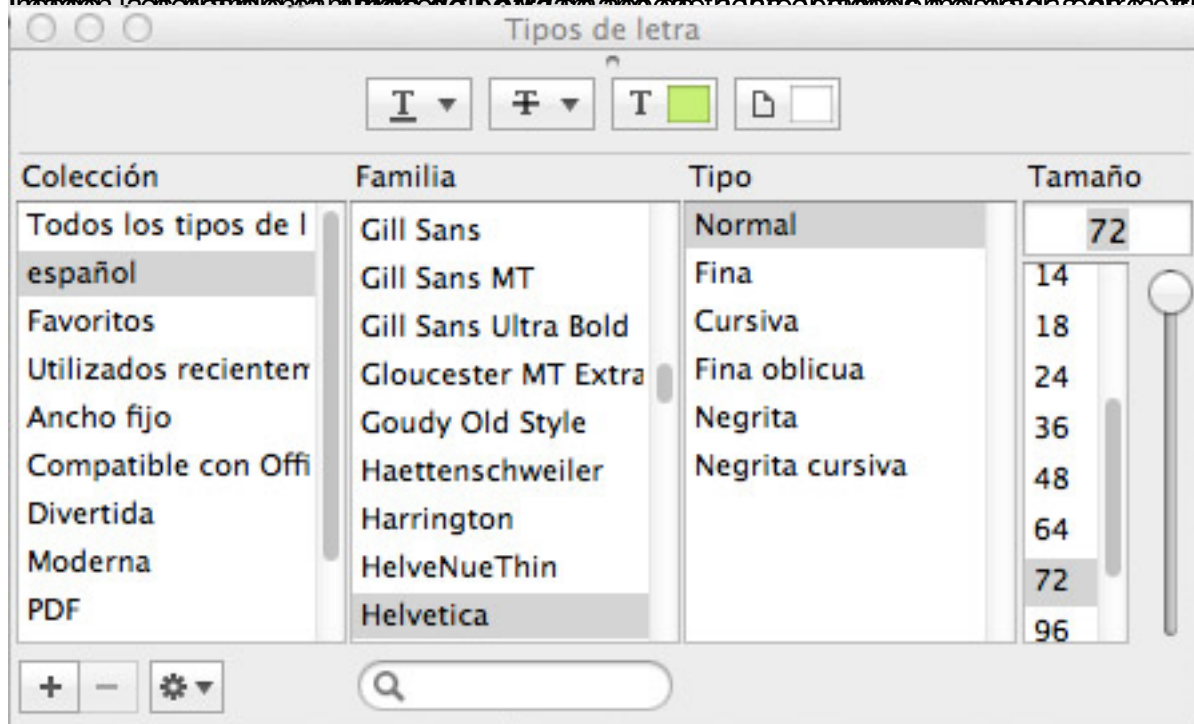 Tipos de letra
T T T
Colección Familia Tipo Tamaño
Todos los tipos de l
español
Favoritos
Utilizados recientem
Ancho fijo
Compatible con Offi
Divertida
Moderna
PDF
Gill Sans
Gill Sans MT
Gill Sans Ultra Bold
Gloucester MT Extra
Goudy Old Style
Haettenschweiler
Harrington
HelveNueThin
Helvetica
Normal
Fina
Cursiva
Fina oblicua
Negrita
Negrita cursiva
72
14
18
24
36
48
64
72
96